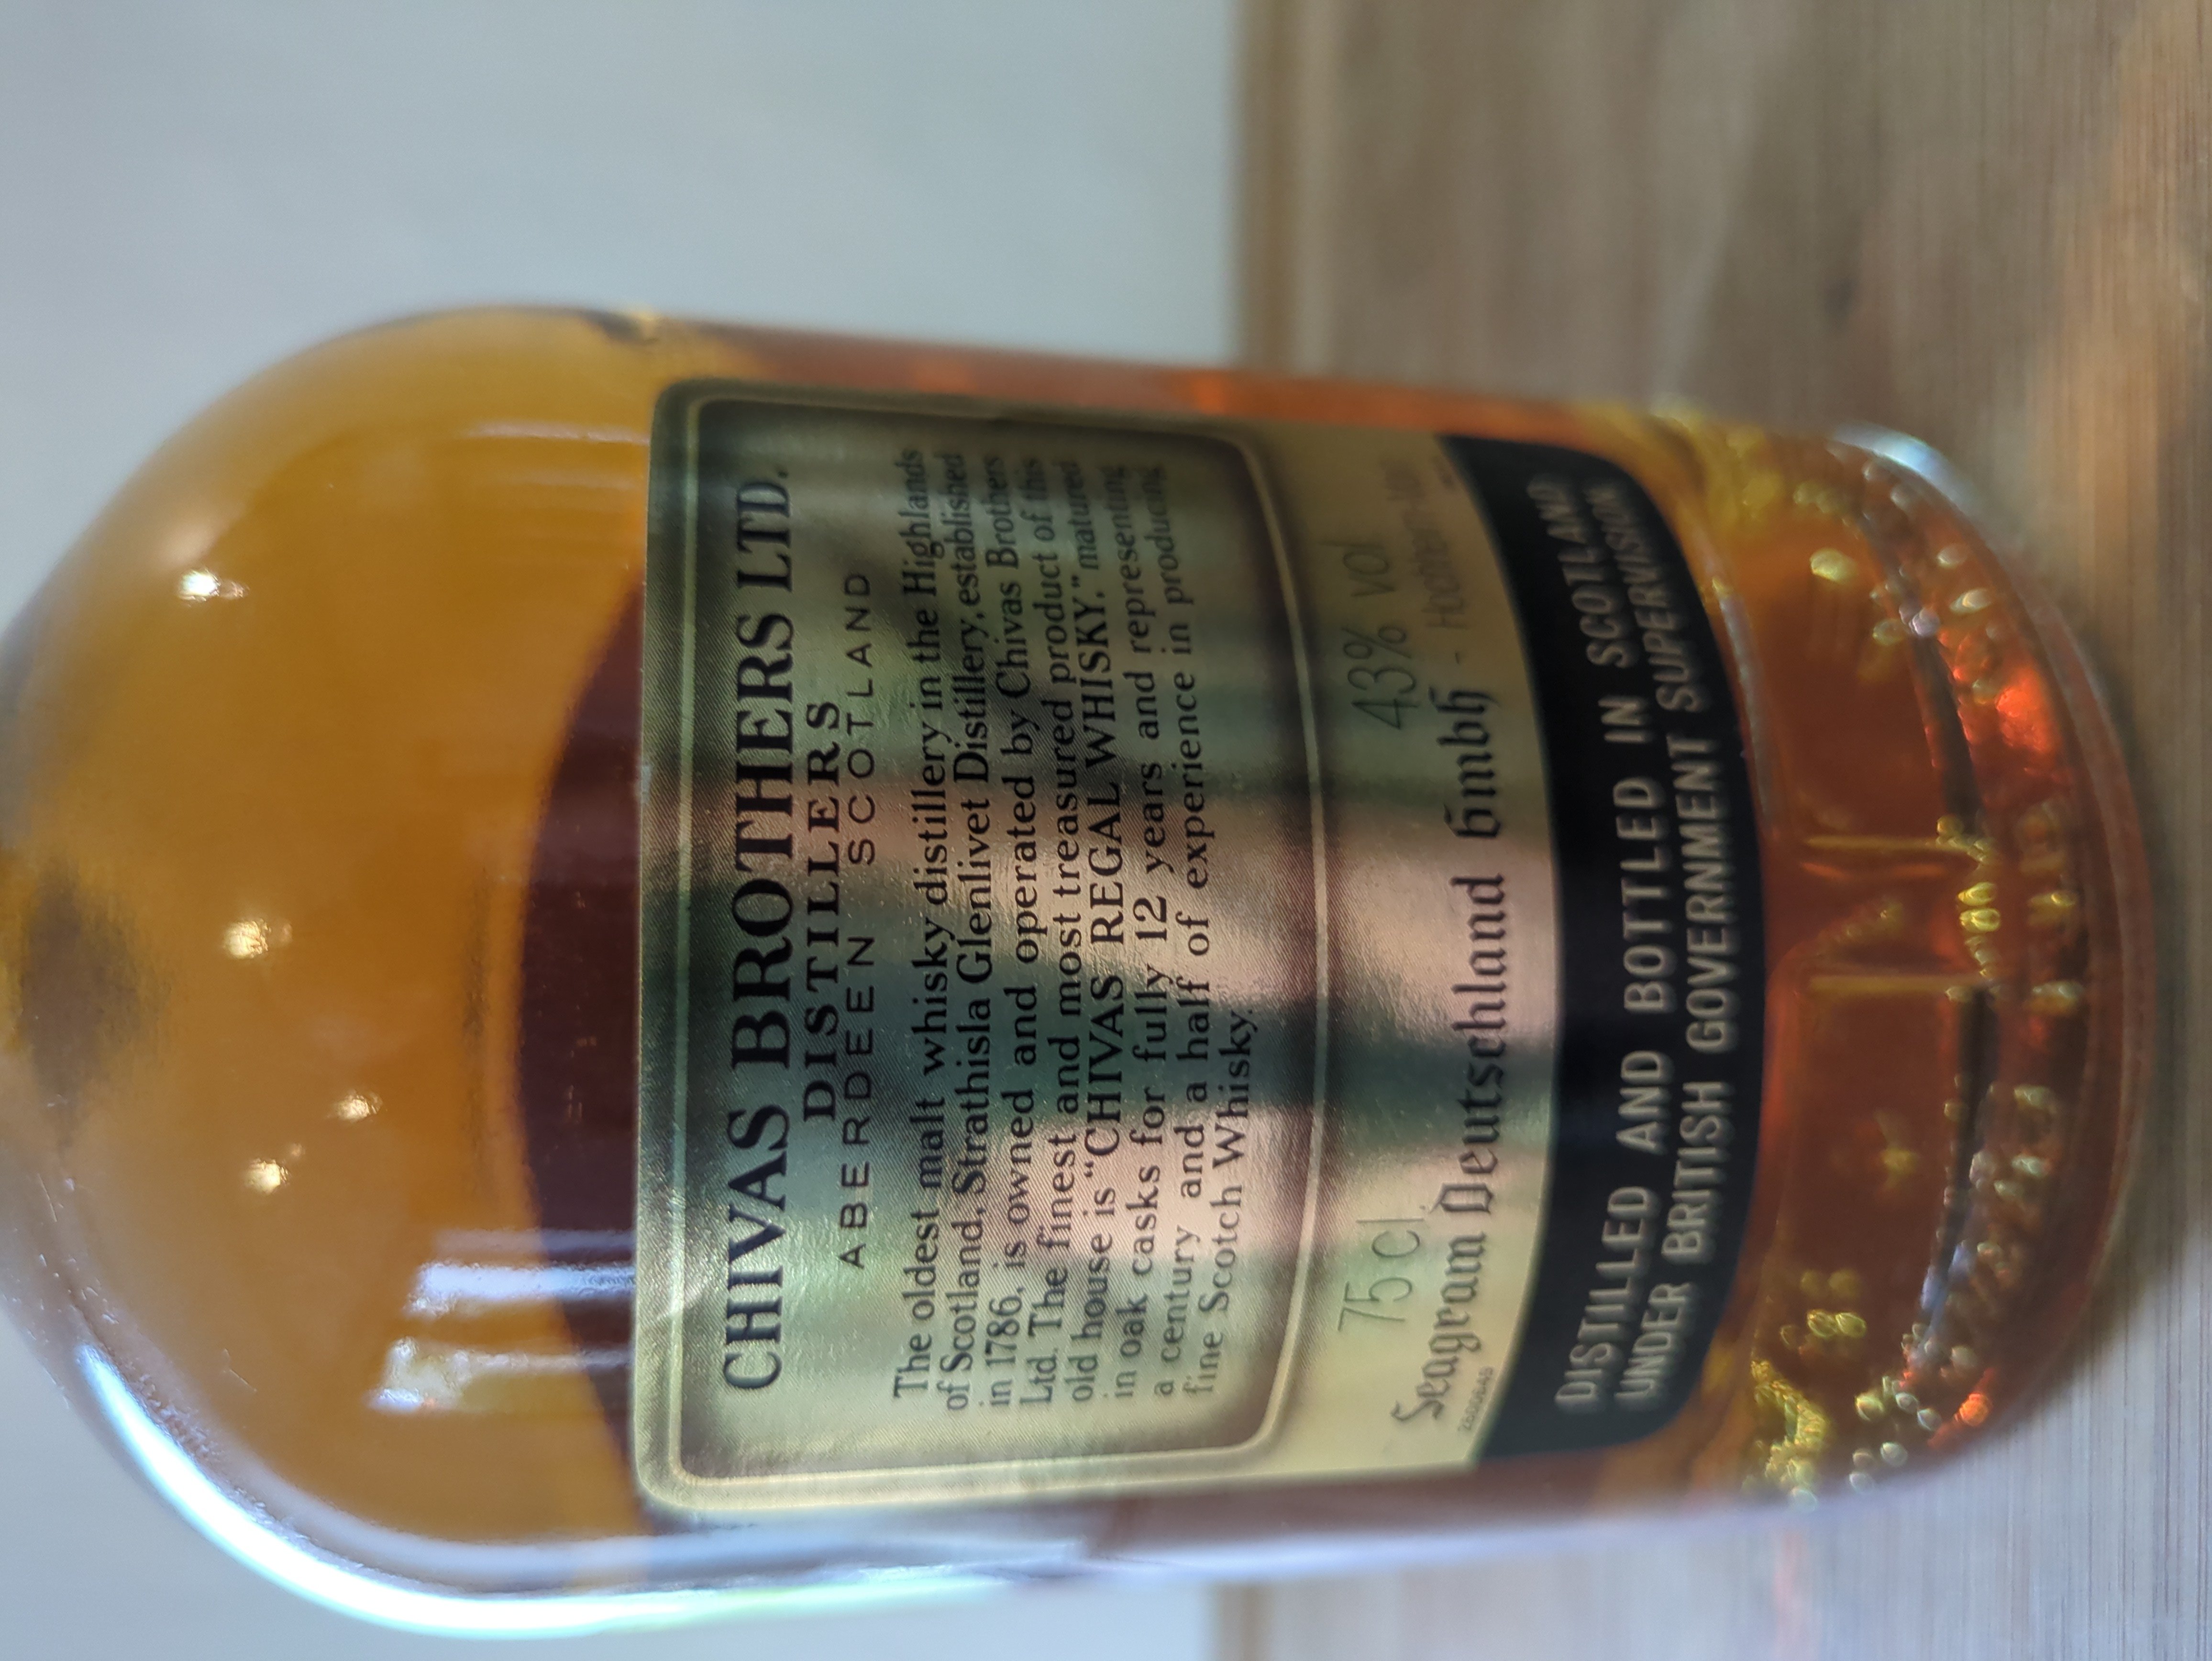 CHIVAS BROTHERS LTD.
DISTILLERS
ABERDEEN SCOTLAND
The oldest malt whisky distillery in the Highlands
of Scotland, Strathisla Glenlivet Distillery, established
in 1786, is owned and operated by Chivas Brothers
Ltd. The finest and most treasured product of this
old house is "CHIVAS REGAL WHISKY." matured
in oak casks for fully 12 years and representing
a century and a half of experience in producing
fine Scotch Whisky.
75 cl. 43% vol
Seagram Deutschland Gmbh -
DISTILLED AND BOTTLED IN SCOTLAND
UNDER BRITISH GOVERNMENT SUPERVISION